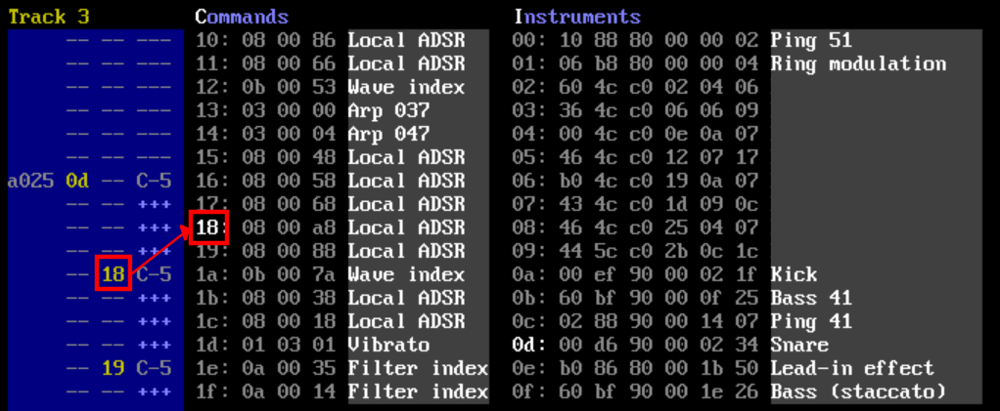 Track 3 Commands Instruments
-- -- --- 10: 08 00 86 Local ADSR 00: 10 88 80 00 00 02 Ping 51
-- -- --- 11: 08 00 66 Local ADSR 01: 06 b8 80 00 00 04 Ring modulation
-- -- --- 12: 0b 00 53 Wave index 02: 60 4c c0 02 04 06
-- -- --- 13: 03 00 00 Arp 037 03: 36 4c c0 06 06 09
-- -- --- 14: 03 00 04 Arp 047 04: 00 4c c0 0e 0a 07
-- -- --- 15: 08 00 48 Local ADSR 05: 46 4c c0 12 07 17
a025 0d -- C-5 16: 08 00 58 Local ADSR 06: b0 4c c0 19 0a 07
-- -- +++ 17: 08 00 68 Local ADSR 07: 43 4c c0 1d 09 0c
-- -- +++ 18: 08 00 a8 Local ADSR 08: 46 4c c0 25 04 07
-- -- +++ 19: 08 00 88 Local ADSR 09: 44 5c c0 2b 0c 1c
-- 18 C-5 1a: 0b 00 7a Wave index 0a: 00 ef 90 00 02 1f Kick
-- -- +++ 1b: 08 00 38 Local ADSR 0b: 60 bf 90 00 0f 25 Bass 41
-- -- +++ 1c: 08 00 18 Local ADSR 0c: 02 88 90 00 14 07 Ping 41
-- -- +++ 1d: 01 03 01 Vibrato 0d: 00 d6 90 00 02 34 Snare
-- 19 C-5 1e: 0a 00 35 Filter index 0e: b0 86 80 00 1b 50 Lead-in effect
-- -- +++ 1f: 0a 00 14 Filter index 0f: 60 bf 90 00 1e 26 Bass (staccato)